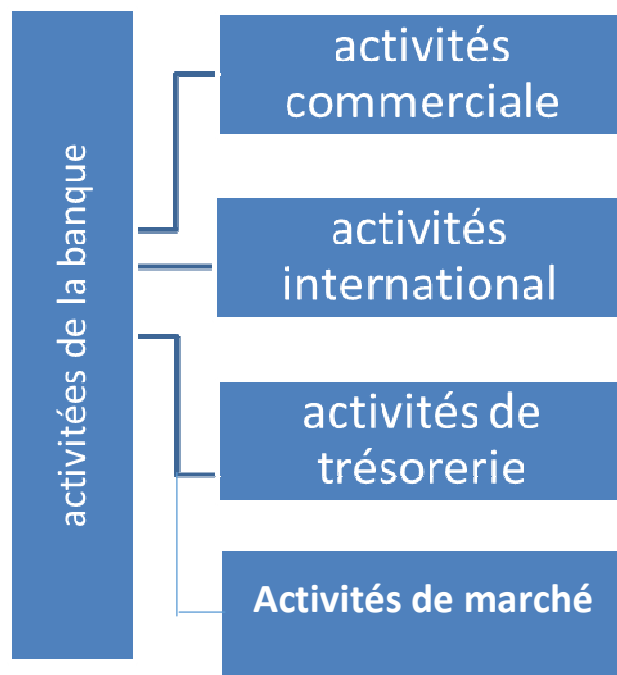 activitées de la banque
activités
commerciale
activités
international
activités de
trésorerie
Activités de marché